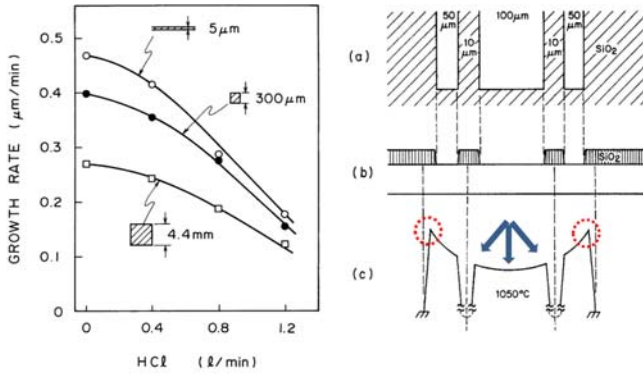 GROWTH RATE (μm/min)
0.5
0.4
0.3
0.2
0.1
0
5μm
300μm
4.4mm
0
0.4
0.8
1.2
HCl (l/min)
50 μm
100μm
50 μm
10 μm
10 μm
SiO2
(a)
SiO2
(b)
(c)
1050°C